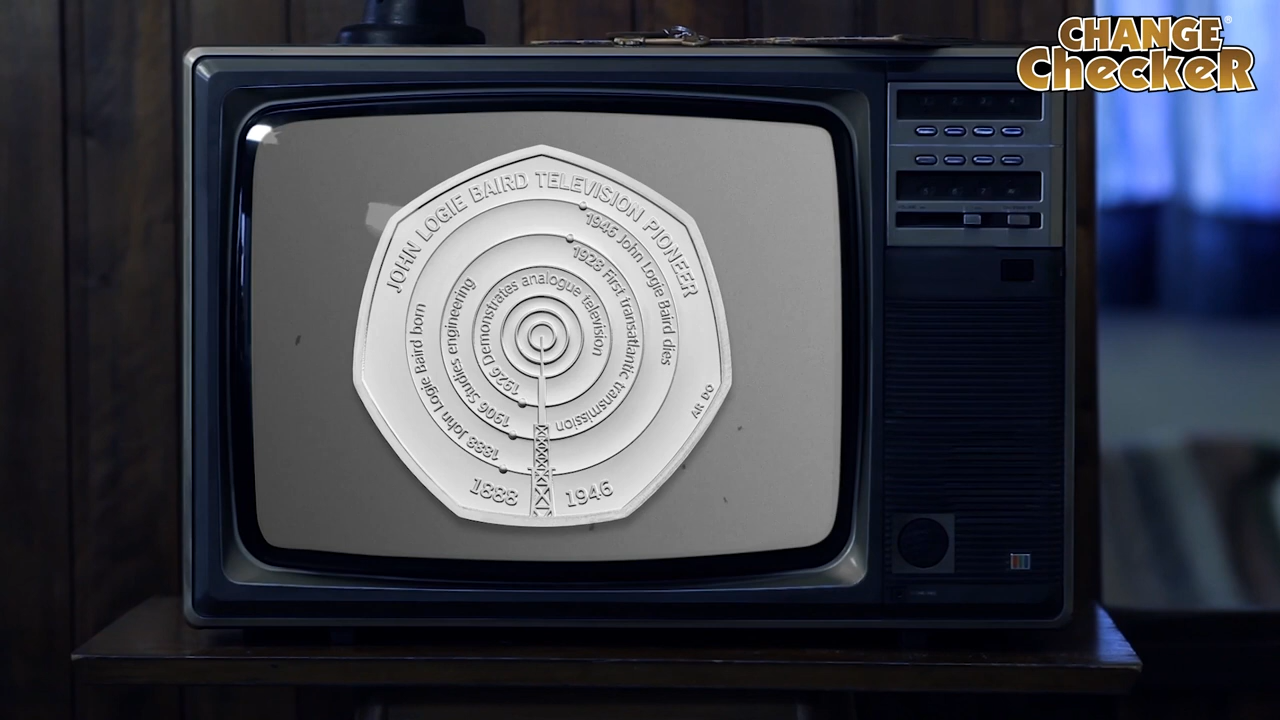 CHANGE
CHecKeR
JOHN LOGIE BAIRD TELEVISION PIONEER
1946 John Logie Baird dies
1928 First transatlantic transmission
1926 Demonstrates analogue television
1906 Studies engineering
1888 John Logie Baird born
1888 1946